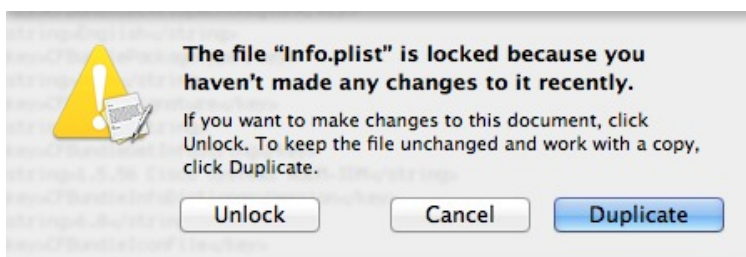 The file “Info.plist” is locked because you
haven't made any changes to it recently.
If you want to make changes to this document, click
Unlock. To keep the file unchanged and work with a copy,
click Duplicate.
Unlock
Cancel
Duplicate